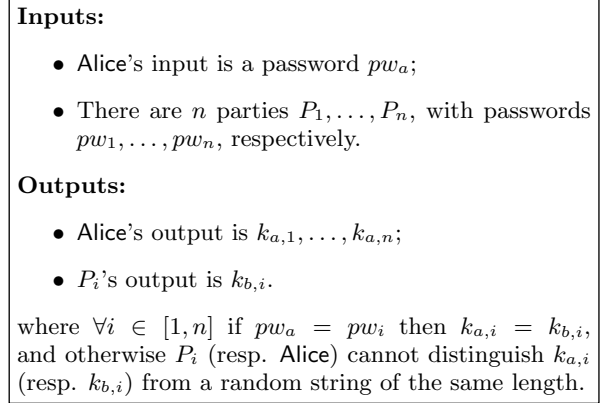 Inputs:
• Alice's input is a password pw_a;
• There are n parties P_1, . . . , P_n, with passwords
pw_1, . . . , pw_n, respectively.
Outputs:
• Alice's output is k_{a,1}, . . . , k_{a,n};
• P_i's output is k_{b,i}.
where ∀i ∈ [1, n] if pw_a = pw_i then k_{a,i} = k_{b,i},
and otherwise P_i (resp. Alice) cannot distinguish k_{a,i}
(resp. k_{b,i}) from a random string of the same length.